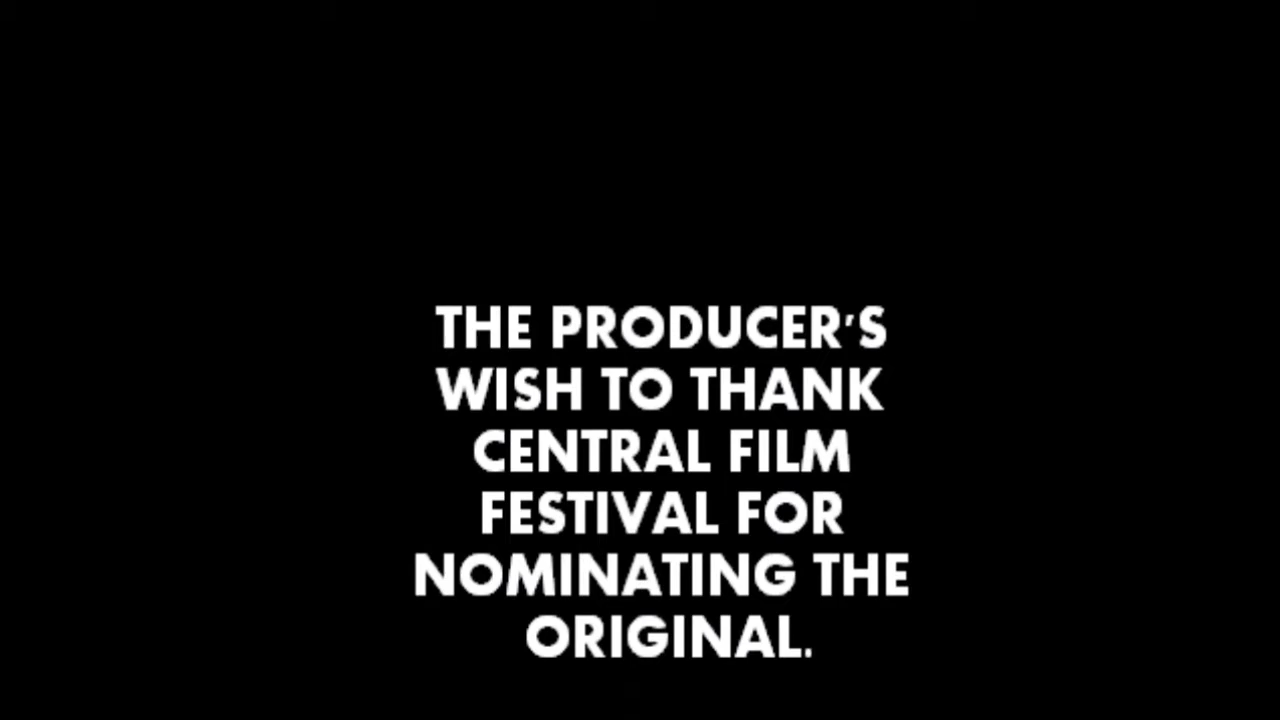 THE PRODUCER'S
WISH TO THANK
CENTRAL FILM
FESTIVAL FOR
NOMINATING THE
ORIGINAL.